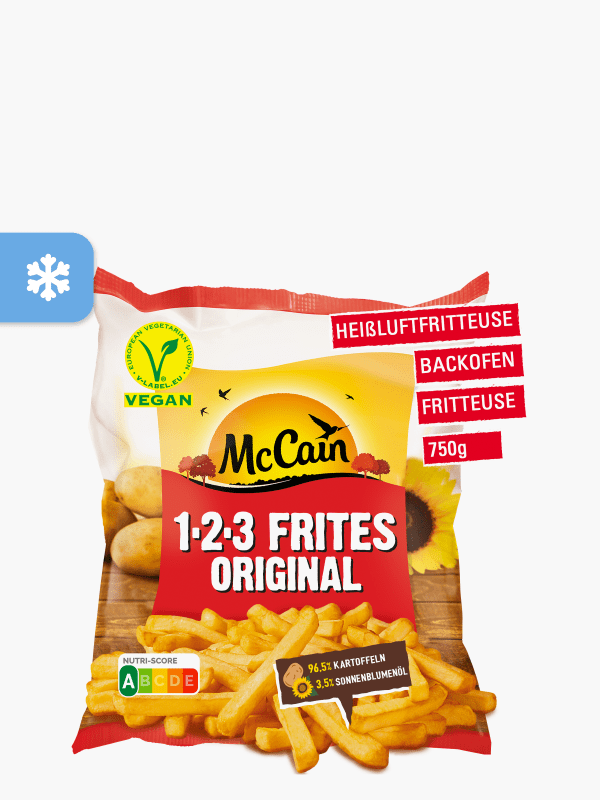 EUROPEAN VEGETARIAN UNION
V-LABEL.EU
VEGAN
HEIẞLUFTFRITTEUSE
BACKOFEN
FRITTEUSE
750g
McCain
1·2·3 FRITES
ORIGINAL
96,5% KARTOFFELN
3,5% SONNENBLUMENÖL
NUTRI-SCORE
A B C D E